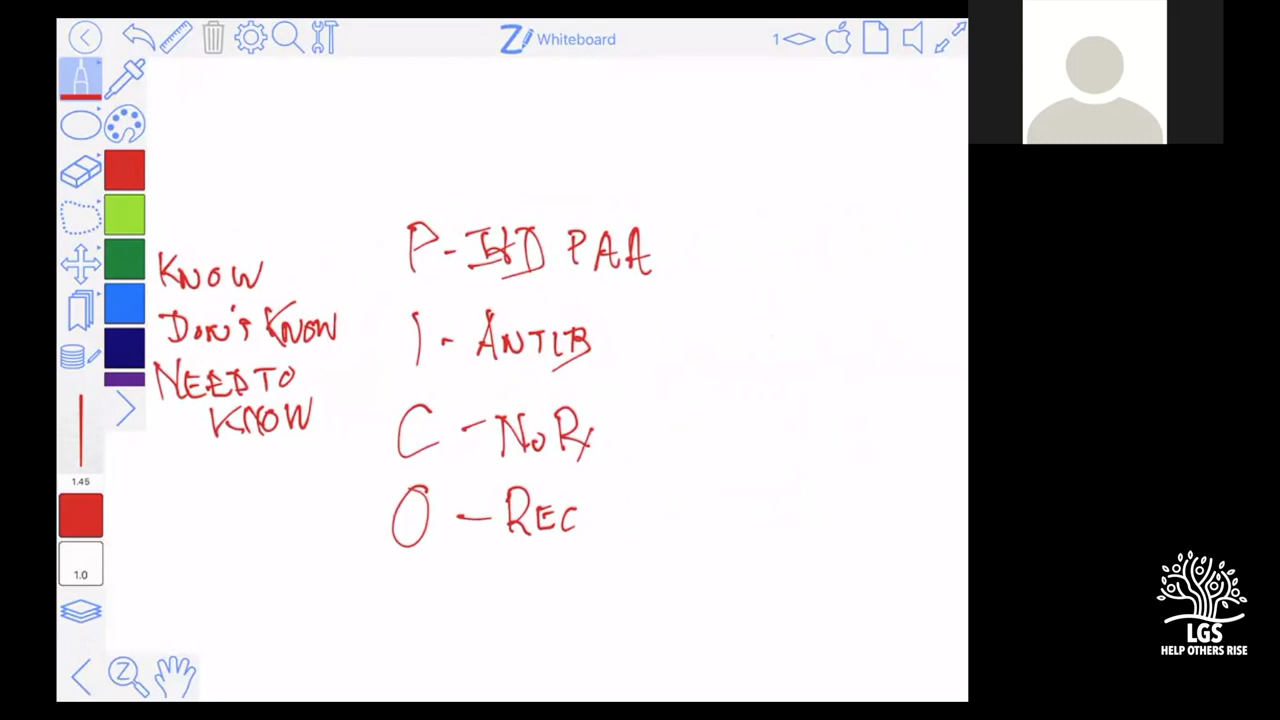 Whiteboard
1
KNOW
DON'T KNOW
NEED TO
KNOW
P - I&D PAA
I - ANTIB
C - No Rx
O - REC
1.45
1.0
LGS
HELP OTHERS RISE